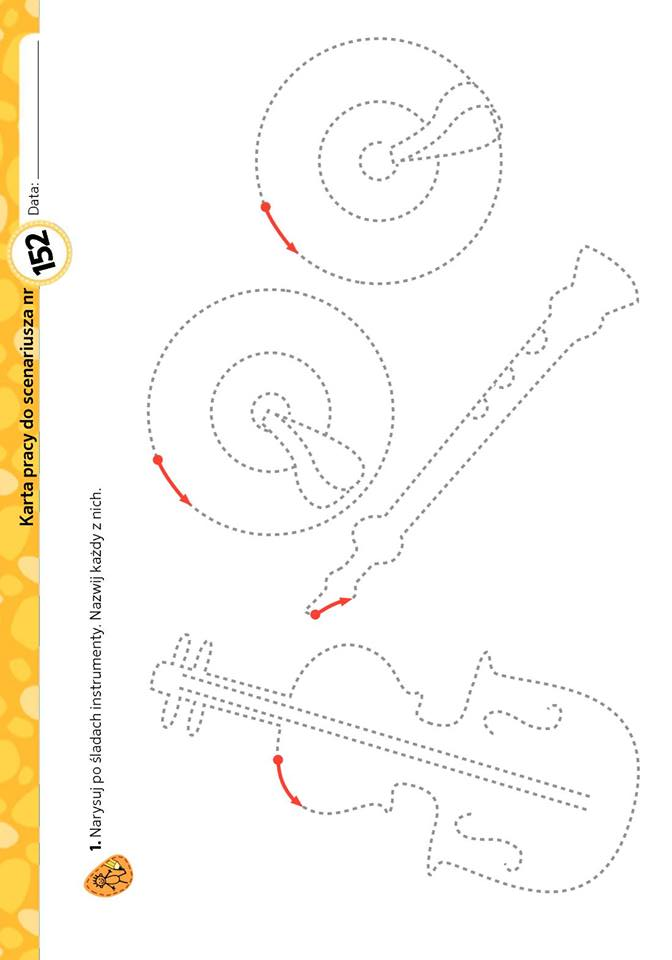 Karta pracy do scenariusza nr 152
Data:
1. Narysuj po śladach instrumenty. Nazwij każdy z nich.